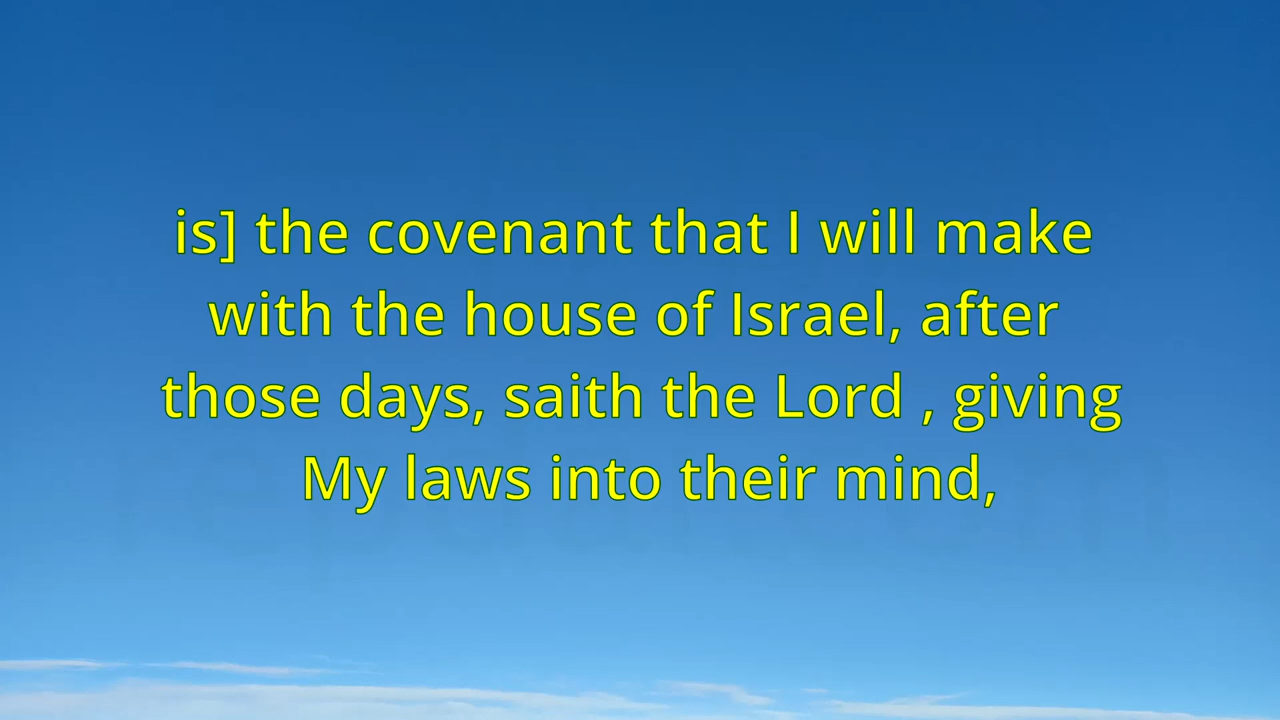 is] the covenant that I will make
with the house of Israel, after
those days, saith the Lord , giving
My laws into their mind,